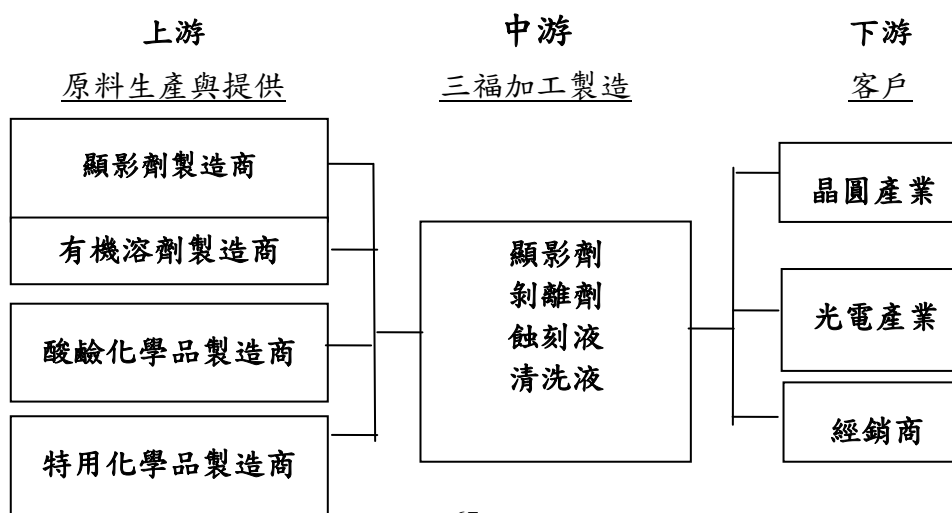 上游
中游
下游
原料生產與提供
三福加工製造
客戶
顯影劑製造商
有機溶劑製造商
酸鹼化學品製造商
特用化學品製造商
顯影劑
剝離劑
蝕刻液
清洗液
晶圓產業
光電產業
經銷商